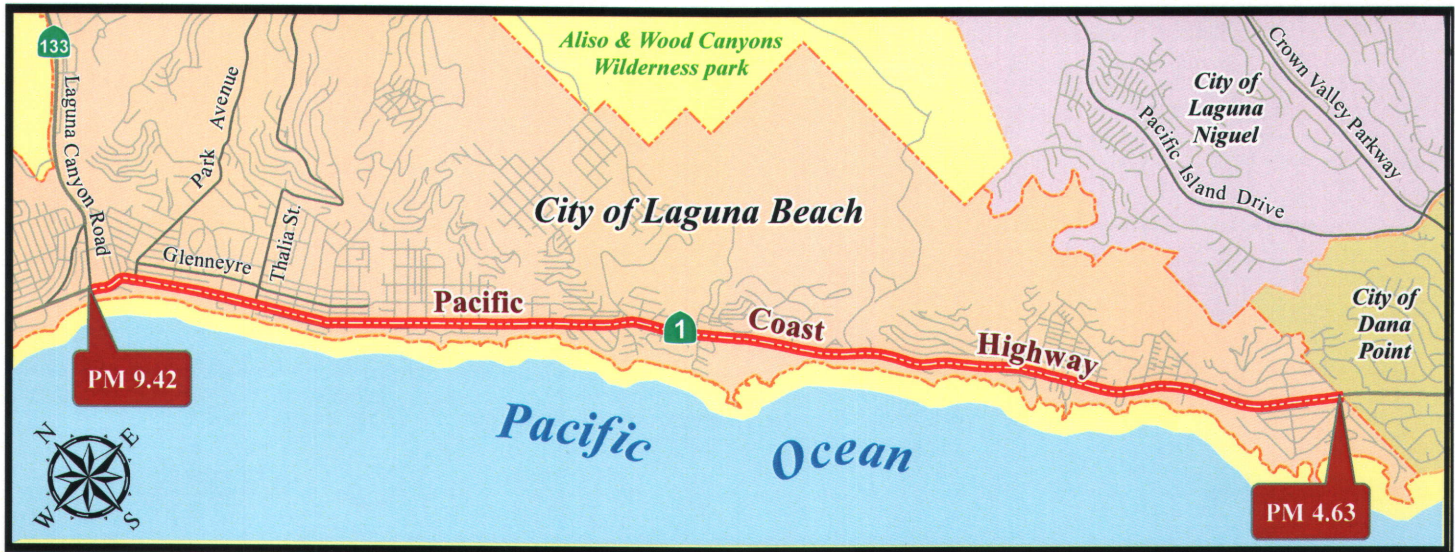 133
Laguna Canyon Road
Park Avenue
Glenneyre
Thalia St.
Aliso & Wood Canyons
Wilderness park
City of
Laguna
Niguel
Crown Valley Parkway
Pacific Island Drive
City of Laguna Beach
City of
Dana
Point
Pacific
1
Coast
Highway
PM 9.42
Pacific Ocean
PM 4.63
N
E
W
S